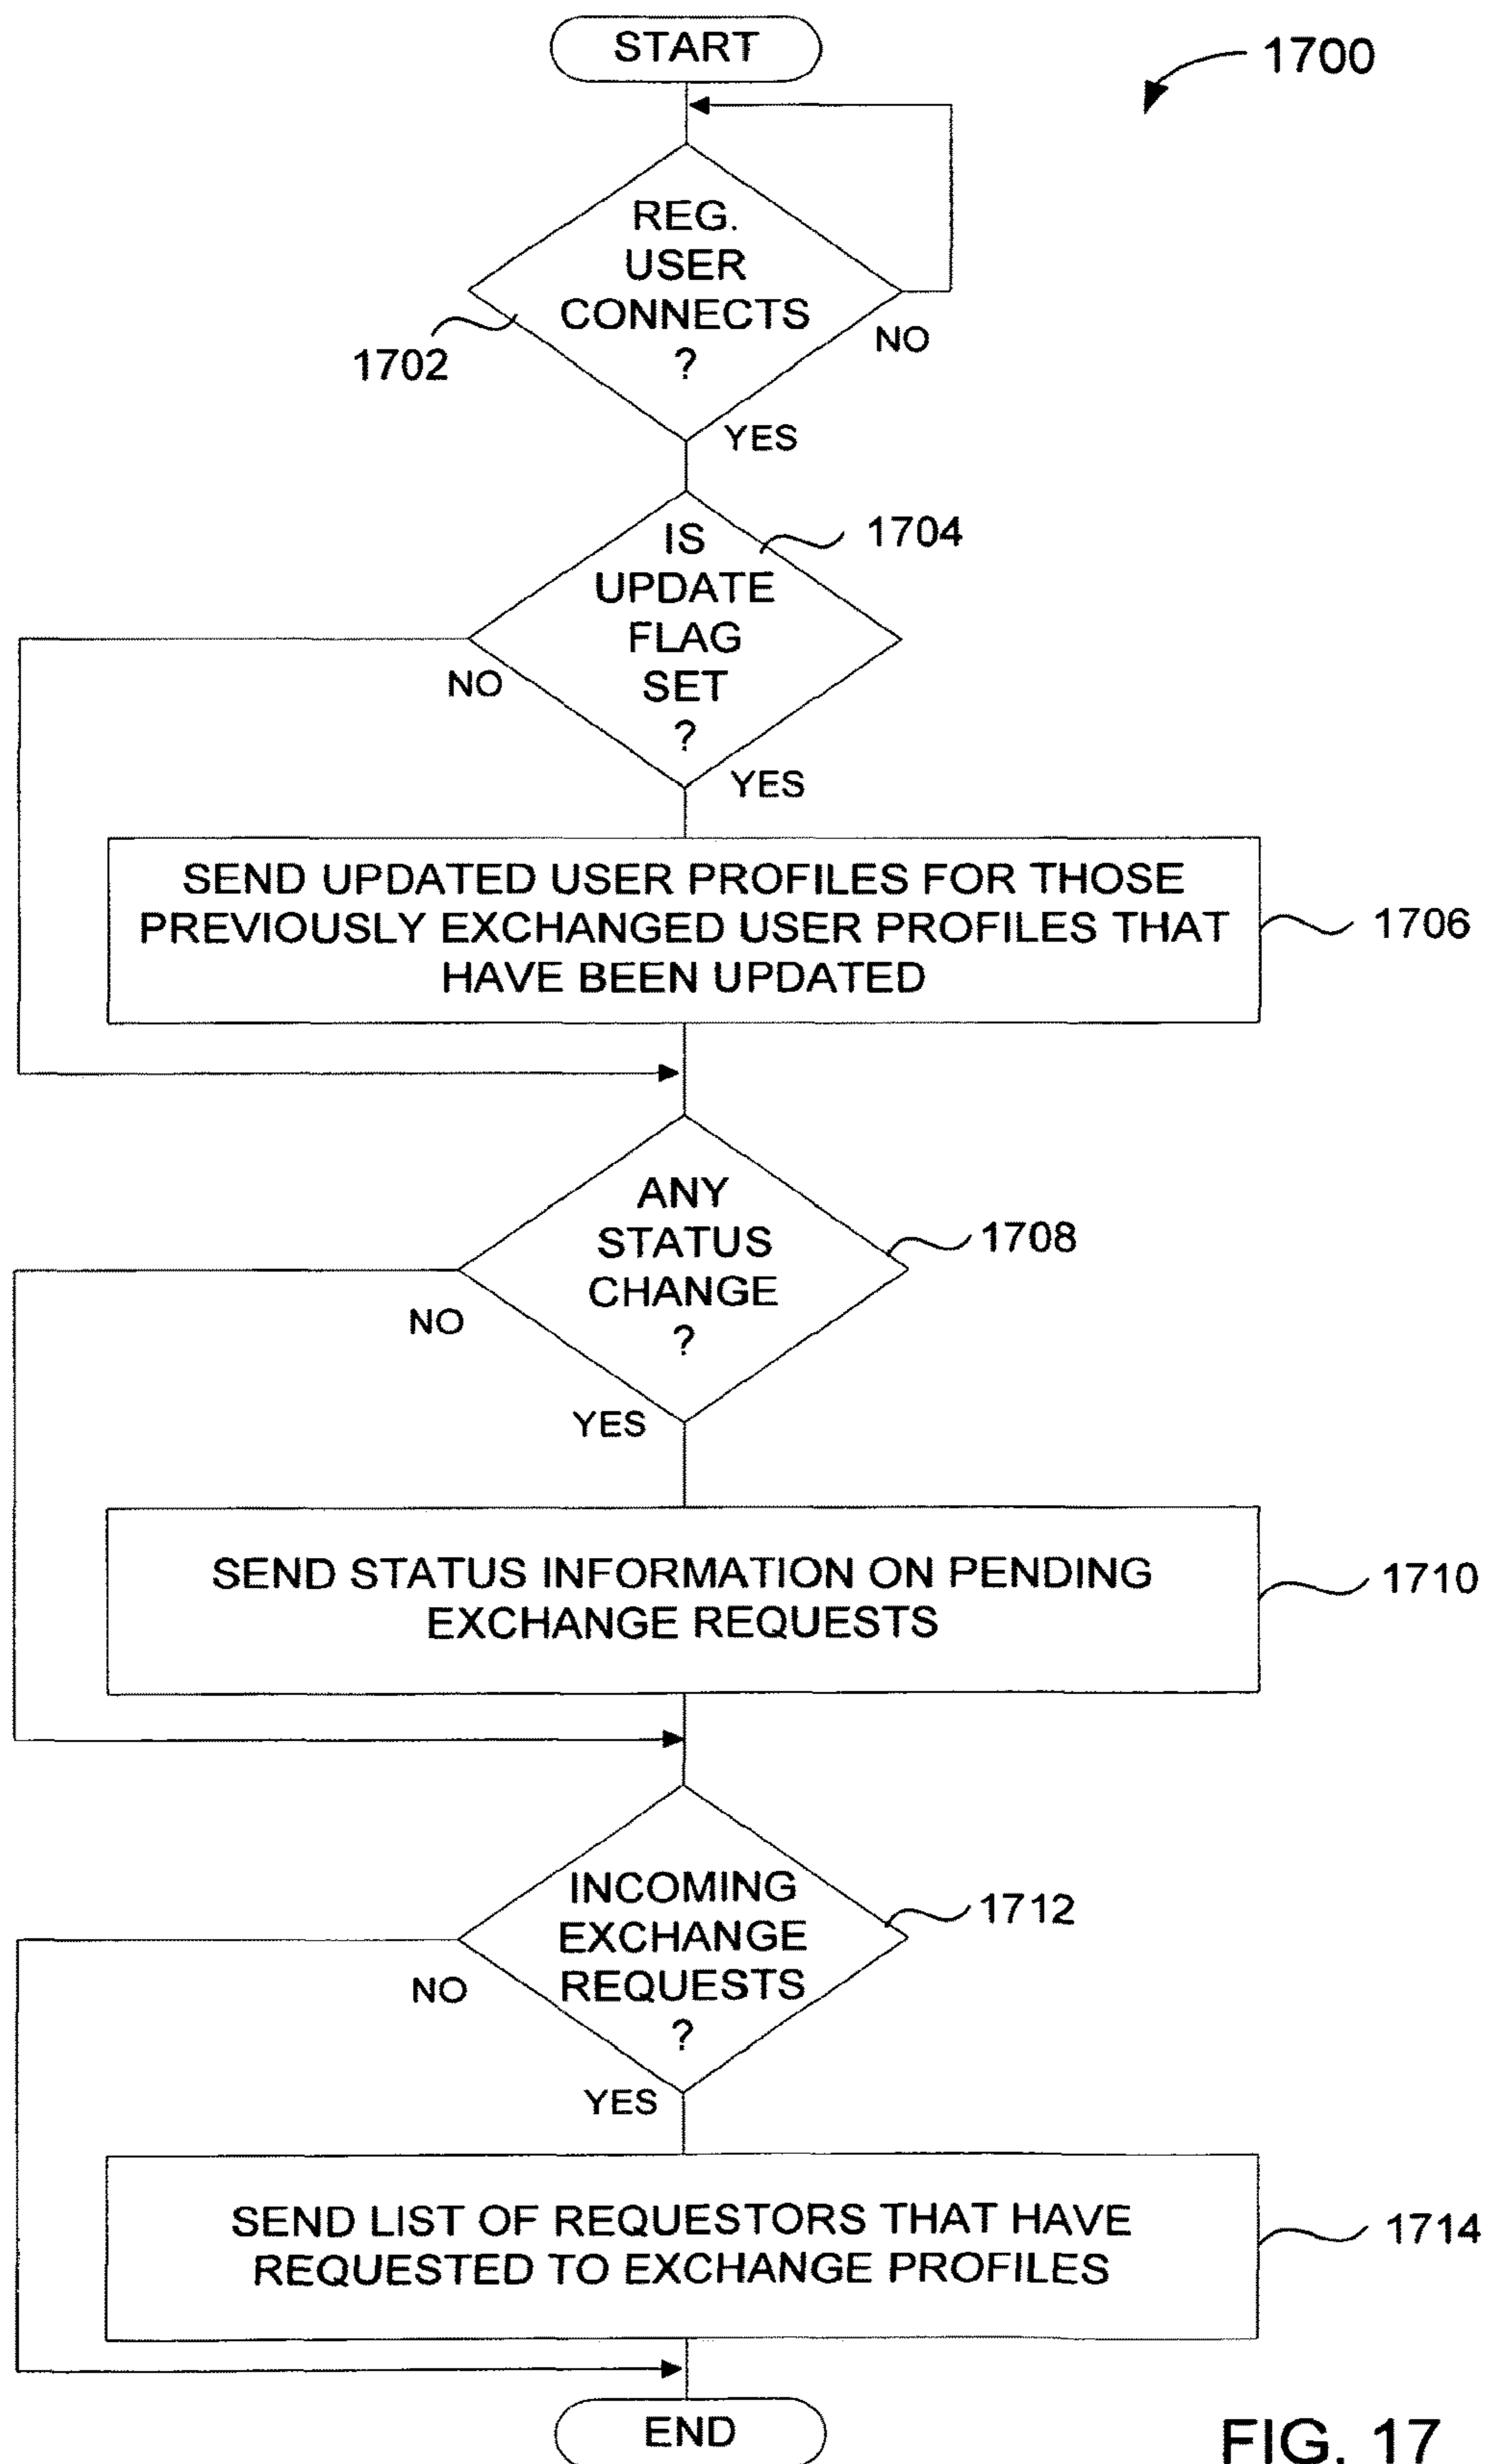 START
1700
REG.
USER
CONNECTS
?
1702
NO
YES
IS
UPDATE
FLAG
SET
?
1704
NO
YES
SEND UPDATED USER PROFILES FOR THOSE
PREVIOUSLY EXCHANGED USER PROFILES THAT
HAVE BEEN UPDATED
1706
ANY
STATUS
CHANGE
?
1708
NO
YES
SEND STATUS INFORMATION ON PENDING
EXCHANGE REQUESTS
1710
INCOMING
EXCHANGE
REQUESTS
?
1712
NO
YES
SEND LIST OF REQUESTORS THAT HAVE
REQUESTED TO EXCHANGE PROFILES
1714
END
FIG. 17